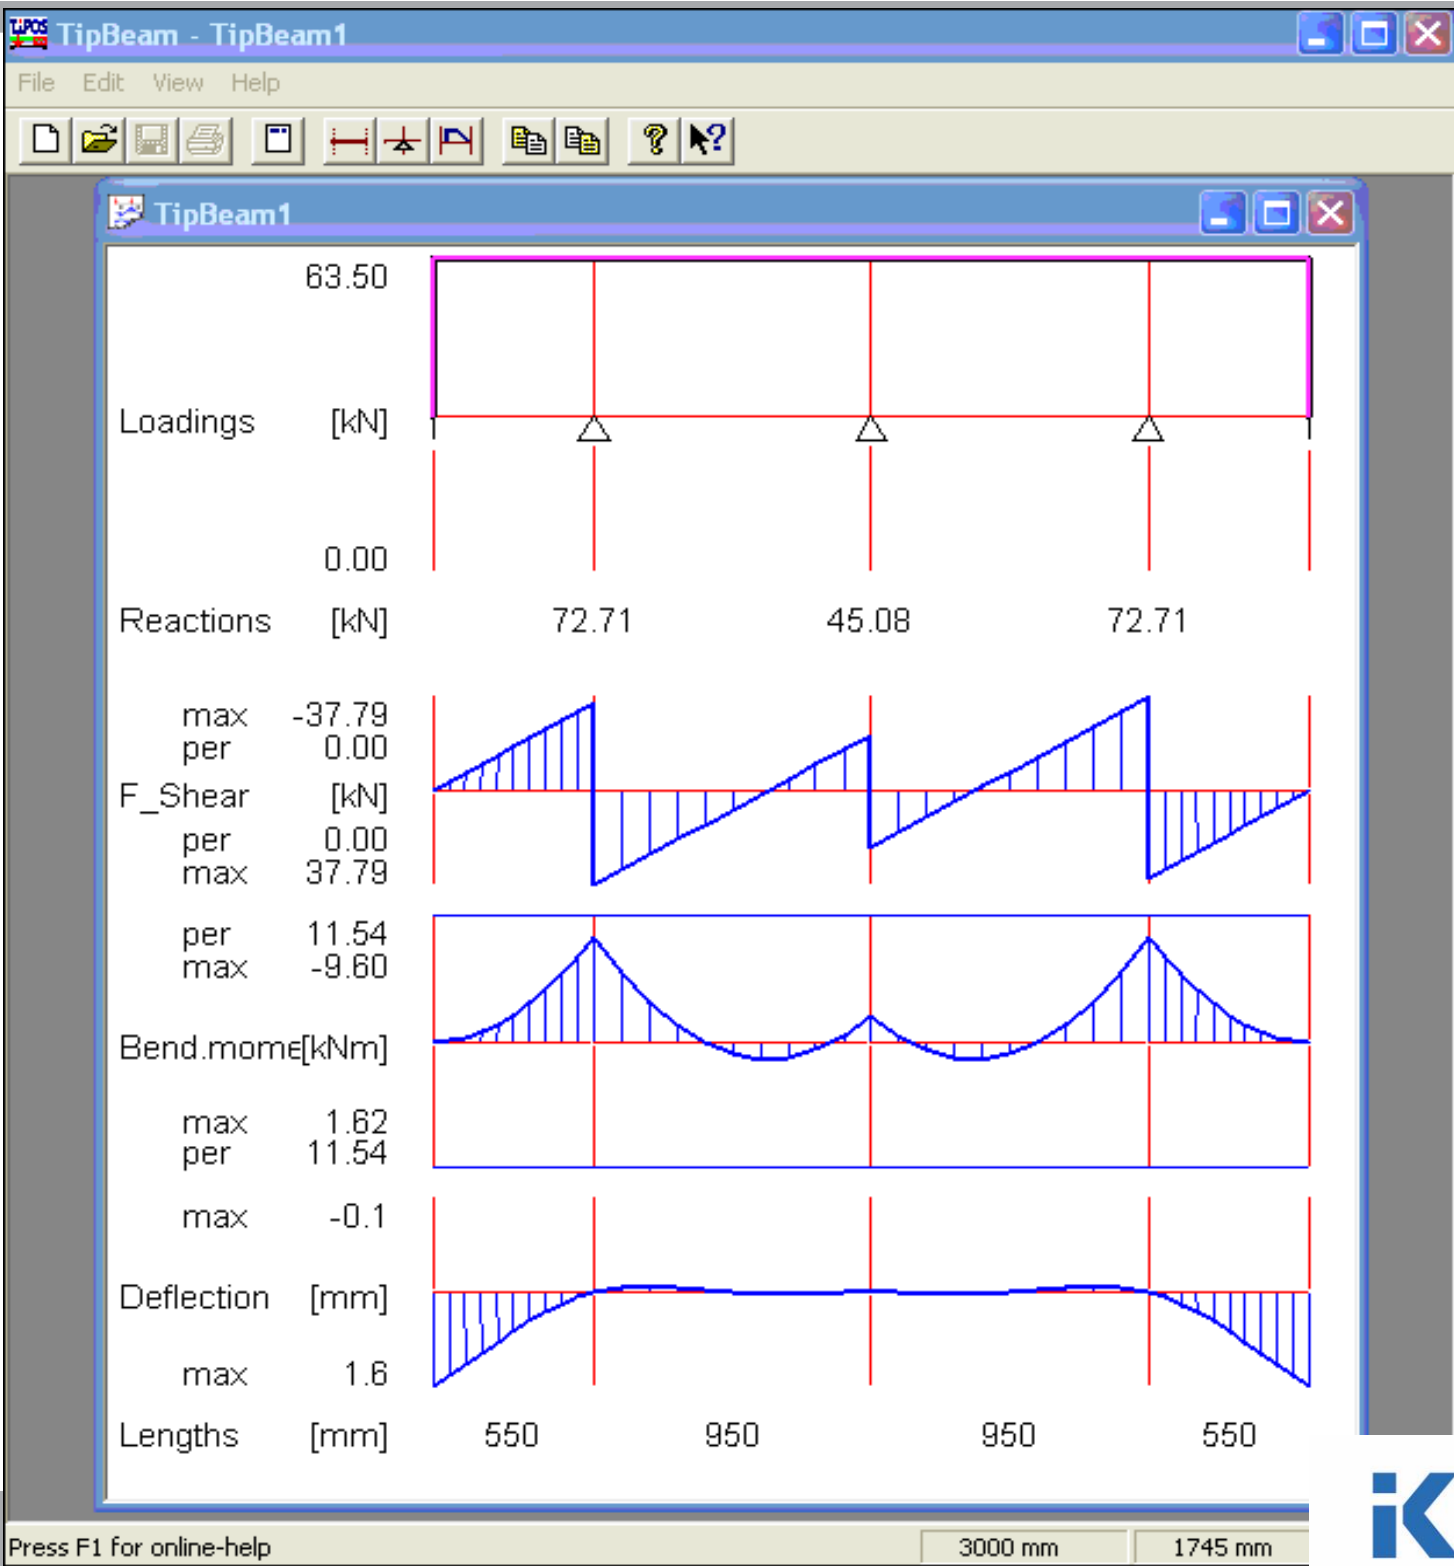 TiPOS TipBeam - TipBeam1
File Edit View Help
TipBeam1
63.50
Loadings [kN]
0.00
Reactions [kN] 72.71 45.08 72.71
max -37.79
per 0.00
F_Shear [kN]
per 0.00
max 37.79
per 11.54
max -9.60
Bend.mome[kNm]
max 1.62
per 11.54
max -0.1
Deflection [mm]
max 1.6
Lengths [mm] 550 950 950 550
iK
Press F1 for online-help 3000 mm 1745 mm